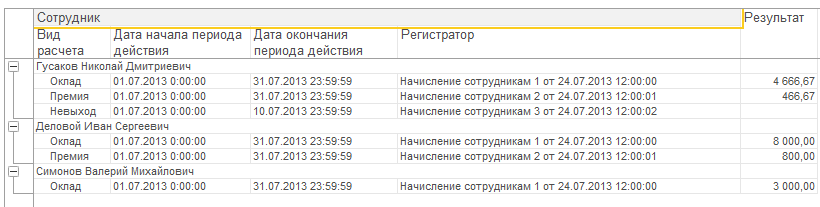 Сотрудник Результат
Вид расчета Дата начала периода действия Дата окончания периода действия Регистратор
Гусаков Николай Дмитриевич
Оклад 01.07.2013 0:00:00 31.07.2013 23:59:59 Начисление сотрудникам 1 от 24.07.2013 12:00:00 4 666,67
Премия 01.07.2013 0:00:00 31.07.2013 23:59:59 Начисление сотрудникам 2 от 24.07.2013 12:00:01 466,67
Невыход 01.07.2013 0:00:00 10.07.2013 23:59:59 Начисление сотрудникам 3 от 24.07.2013 12:00:02
Деловой Иван Сергеевич
Оклад 01.07.2013 0:00:00 31.07.2013 23:59:59 Начисление сотрудникам 1 от 24.07.2013 12:00:00 8 000,00
Премия 01.07.2013 0:00:00 31.07.2013 23:59:59 Начисление сотрудникам 2 от 24.07.2013 12:00:01 800,00
Симонов Валерий Михайлович
Оклад 01.07.2013 0:00:00 31.07.2013 23:59:59 Начисление сотрудникам 1 от 24.07.2013 12:00:00 3 000,00